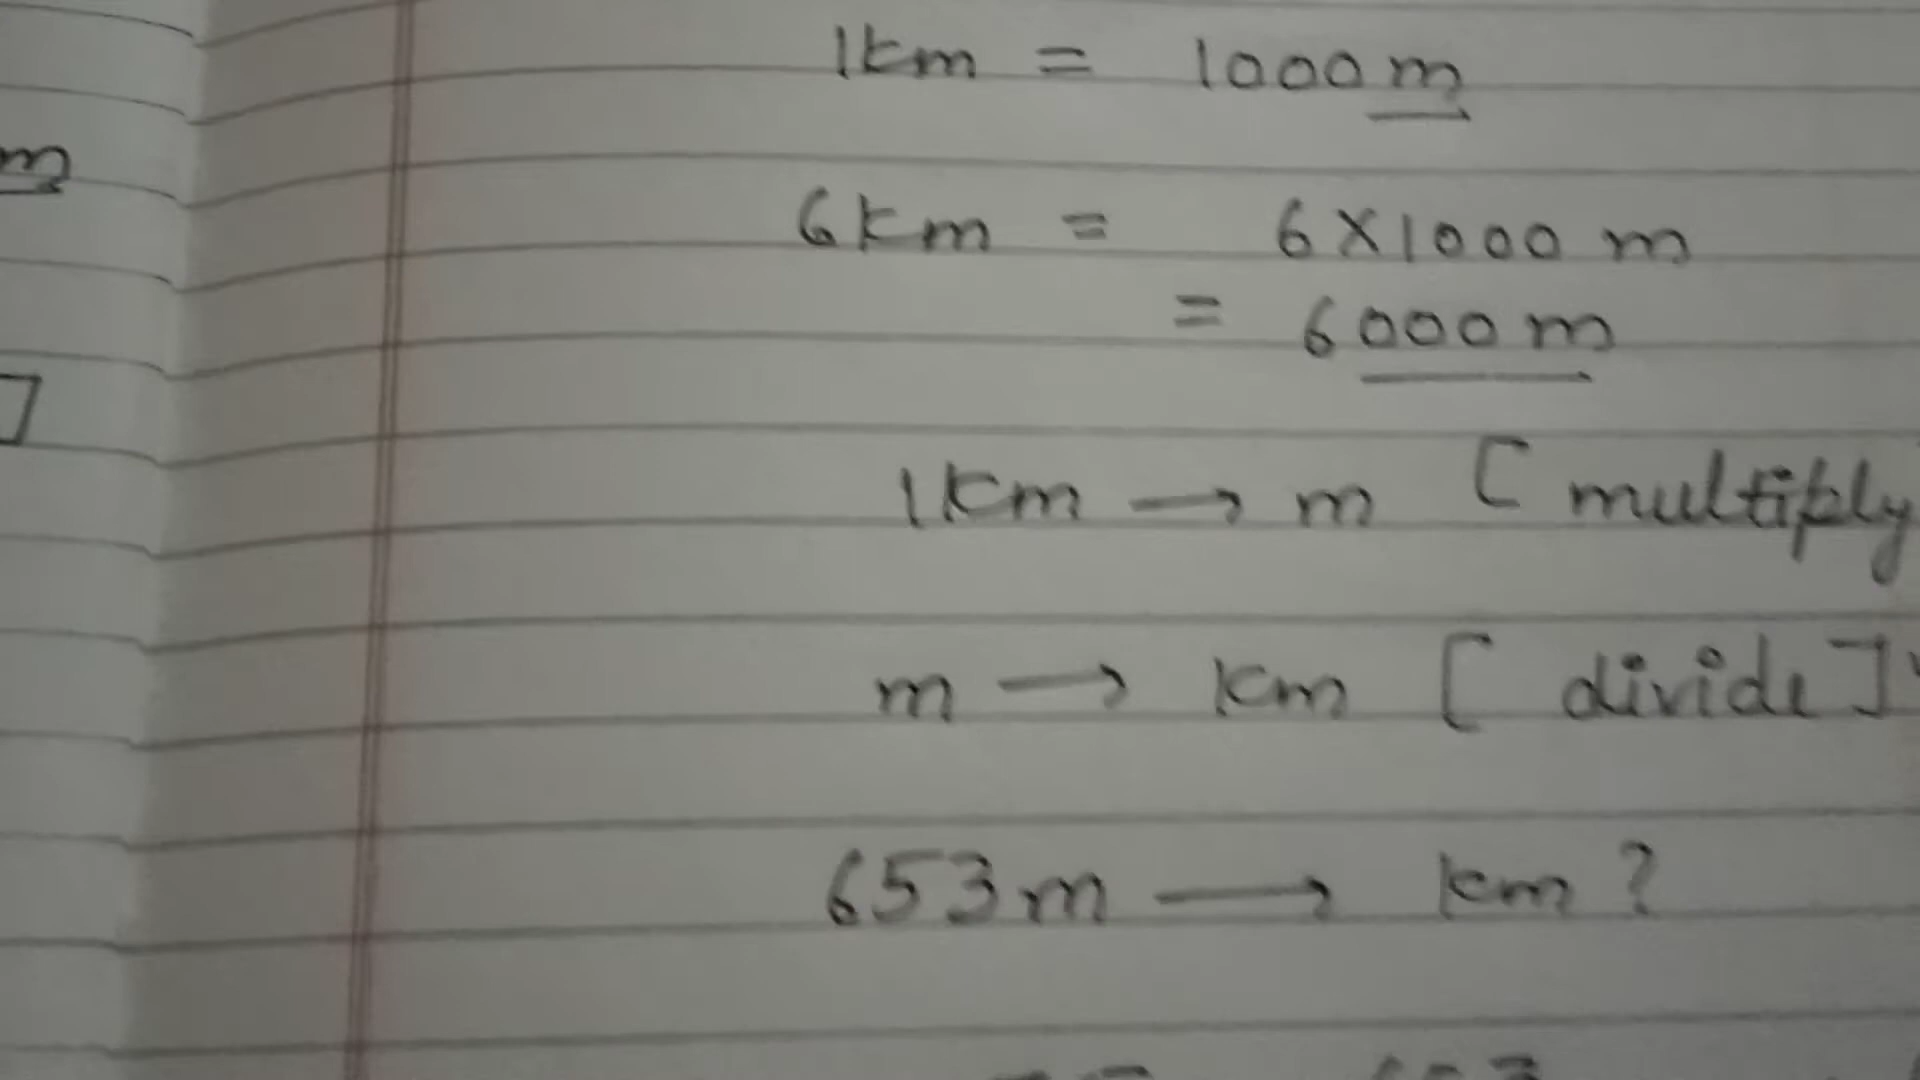 1km = 1000m
m
6km = 6×1000 m
= 6000 m
]
1km → m [ multiply
m → km [ divide ]
653m → km ?